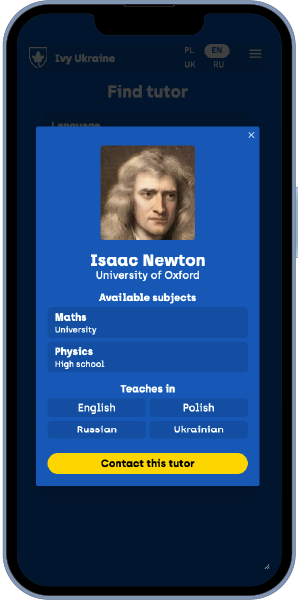 Ivy Ukraine
PL EN
UK RU
Find tutor
Language
Isaac Newton
University of Oxford
Available subjects
Maths
University
Physics
High school
Teaches in
English Polish
Russian Ukrainian
Contact this tutor